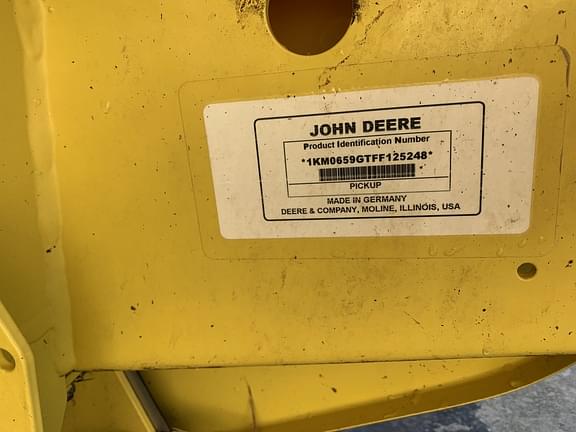 JOHN DEERE
Product Identification Number
*1KM0659GTFF125248*
PICKUP
MADE IN GERMANY
DEERE & COMPANY, MOLINE, ILLINOIS, USA